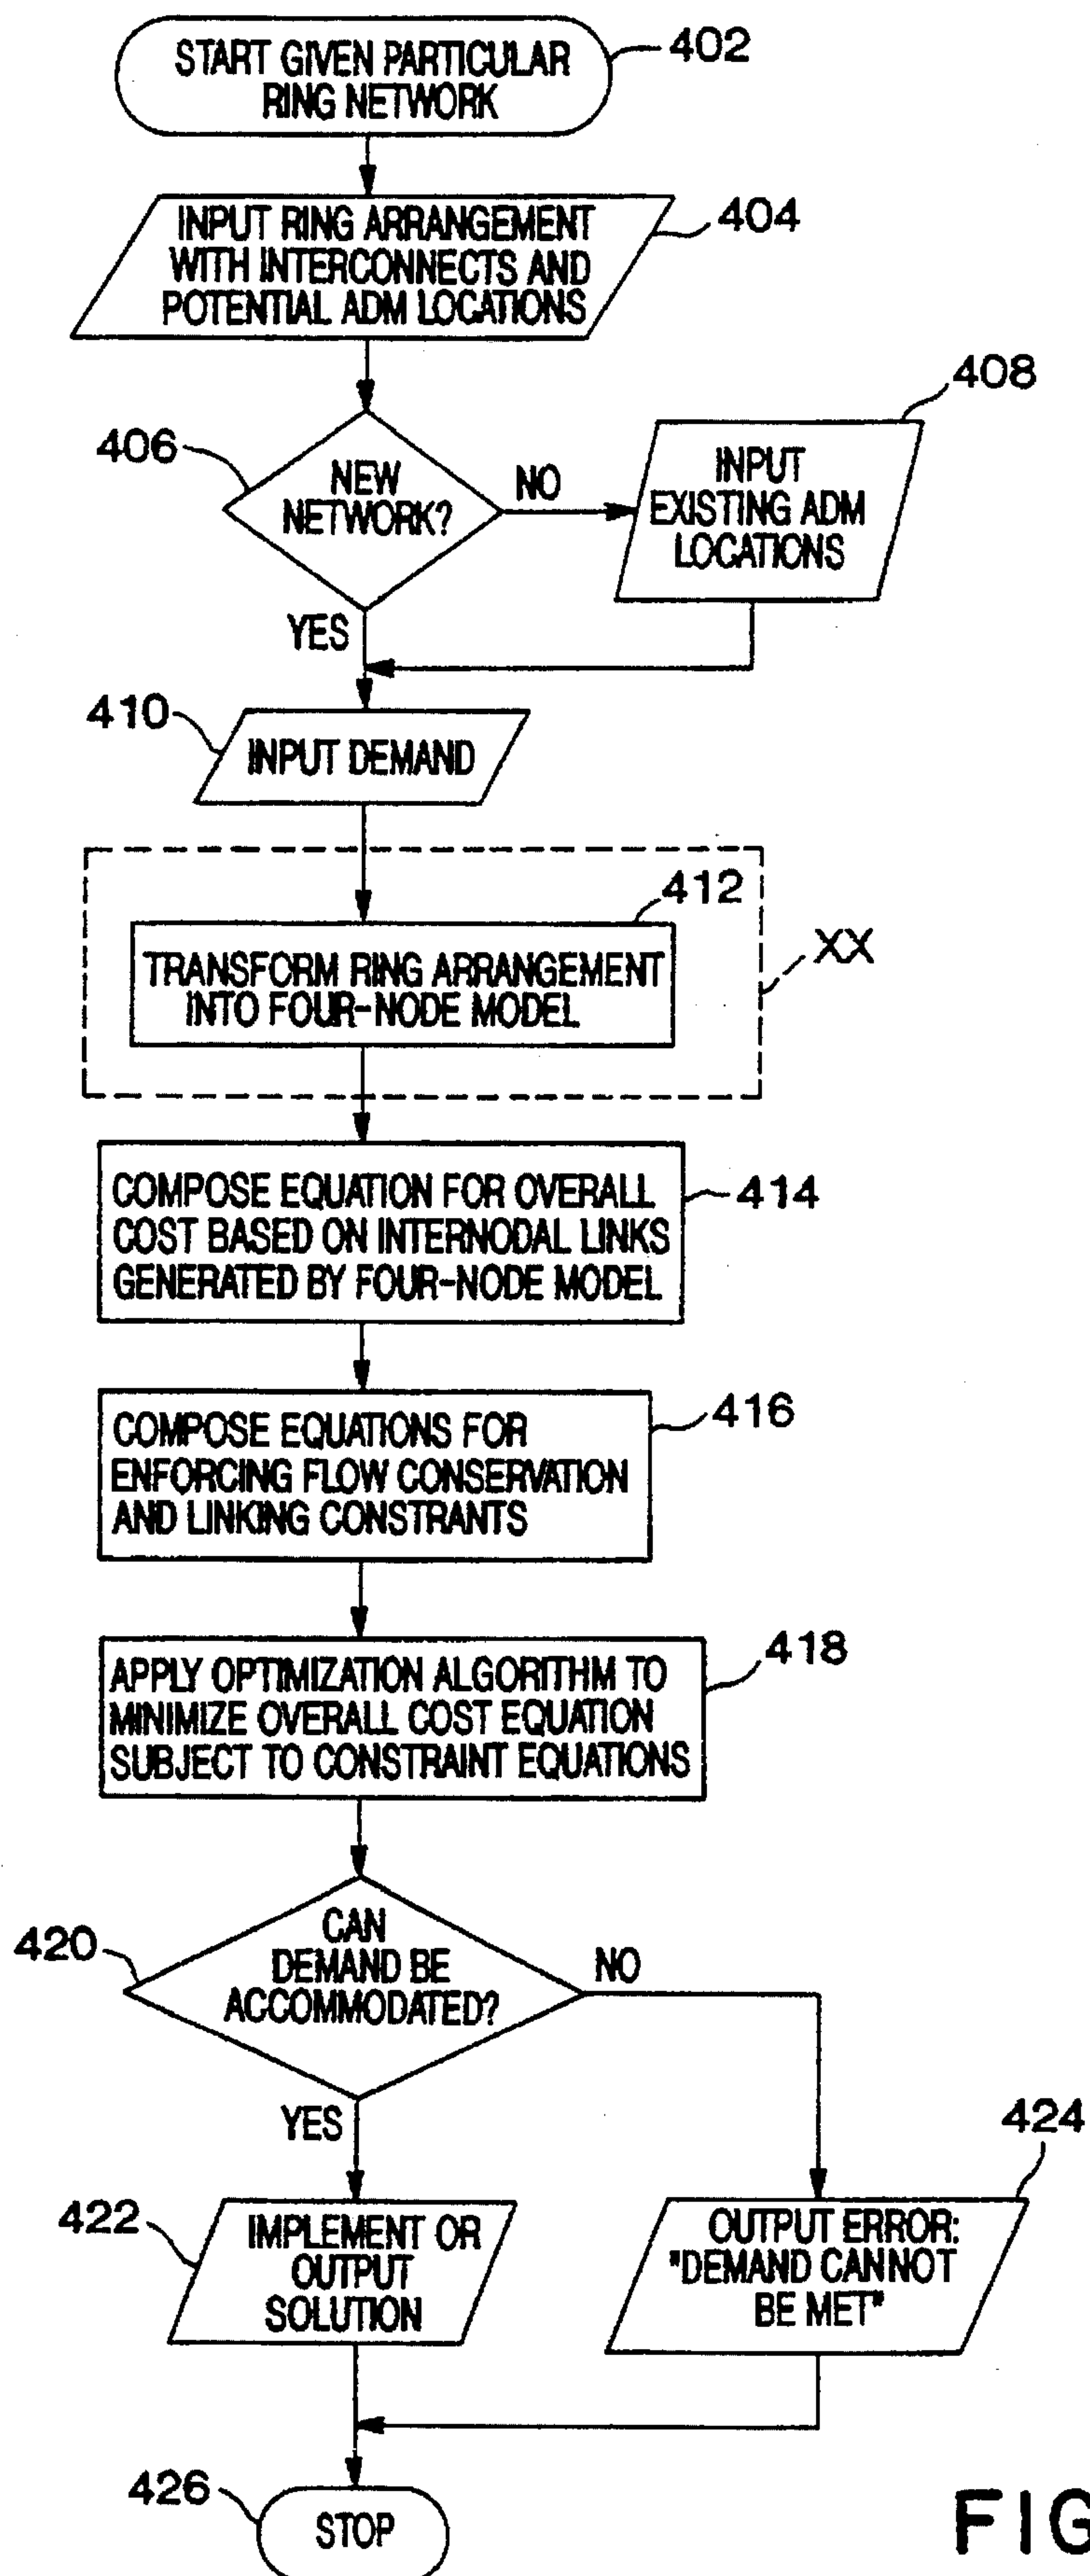 START GIVEN PARTICULAR
RING NETWORK
402
INPUT RING ARRANGEMENT
WITH INTERCONNECTS AND
POTENTIAL ADM LOCATIONS
404
406
NEW
NETWORK?
NO
YES
408
INPUT
EXISTING ADM
LOCATIONS
410
INPUT DEMAND
412
TRANSFORM RING ARRANGEMENT
INTO FOUR-NODE MODEL
XX
COMPOSE EQUATION FOR OVERALL
COST BASED ON INTERNODAL LINKS
GENERATED BY FOUR-NODE MODEL
414
COMPOSE EQUATIONS FOR
ENFORCING FLOW CONSERVATION
AND LINKING CONSTRANTS
416
APPLY OPTIMIZATION ALGORITHM TO
MINIMIZE OVERALL COST EQUATION
SUBJECT TO CONSTRAINT EQUATIONS
418
420
CAN
DEMAND BE
ACCOMMODATED?
NO
YES
422
IMPLEMENT OR
OUTPUT
SOLUTION
424
OUTPUT ERROR:
"DEMAND CANNOT
BE MET"
426
STOP
FIG